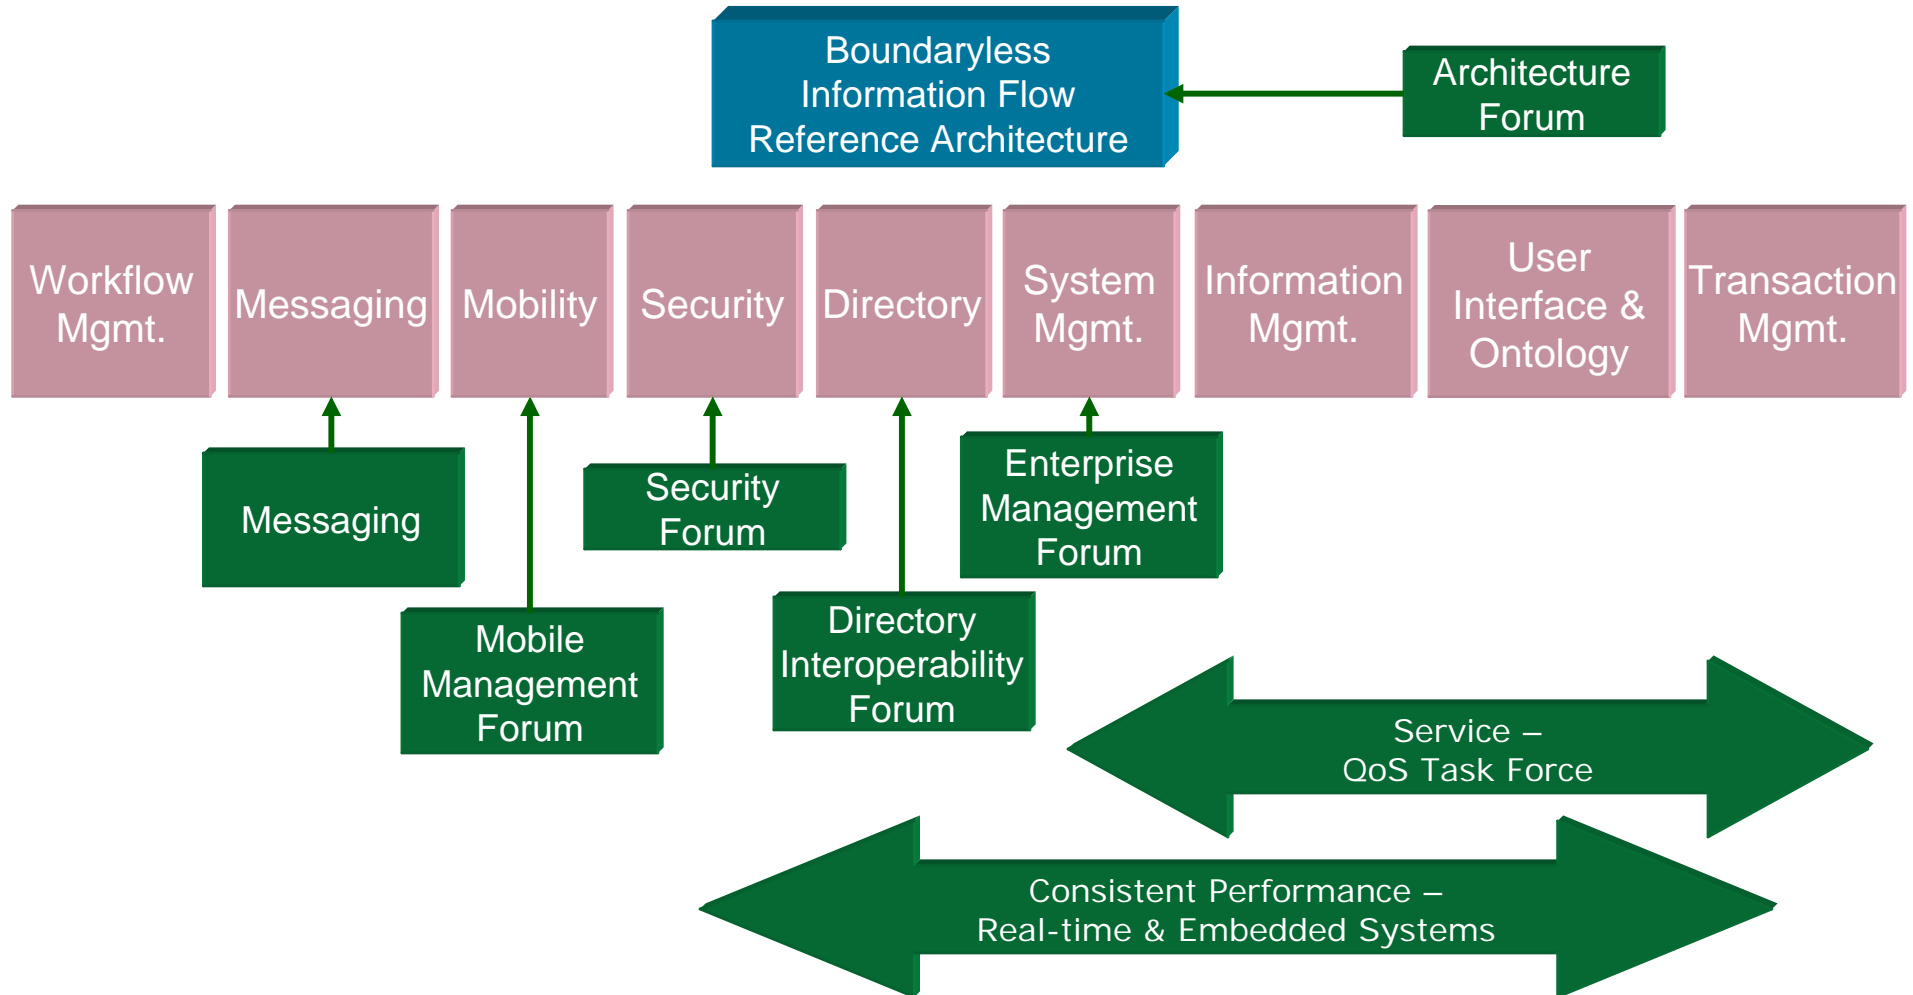 Boundaryless
Information Flow
Reference Architecture
Architecture
Forum
Workflow
Mgmt.
Messaging
Mobility
Security
Directory
System
Mgmt.
Information
Mgmt.
User
Interface &
Ontology
Transaction
Mgmt.
Messaging
Mobile
Management
Forum
Security
Forum
Directory
Interoperability
Forum
Enterprise
Management
Forum
Service –
QoS Task Force
Consistent Performance –
Real-time & Embedded Systems